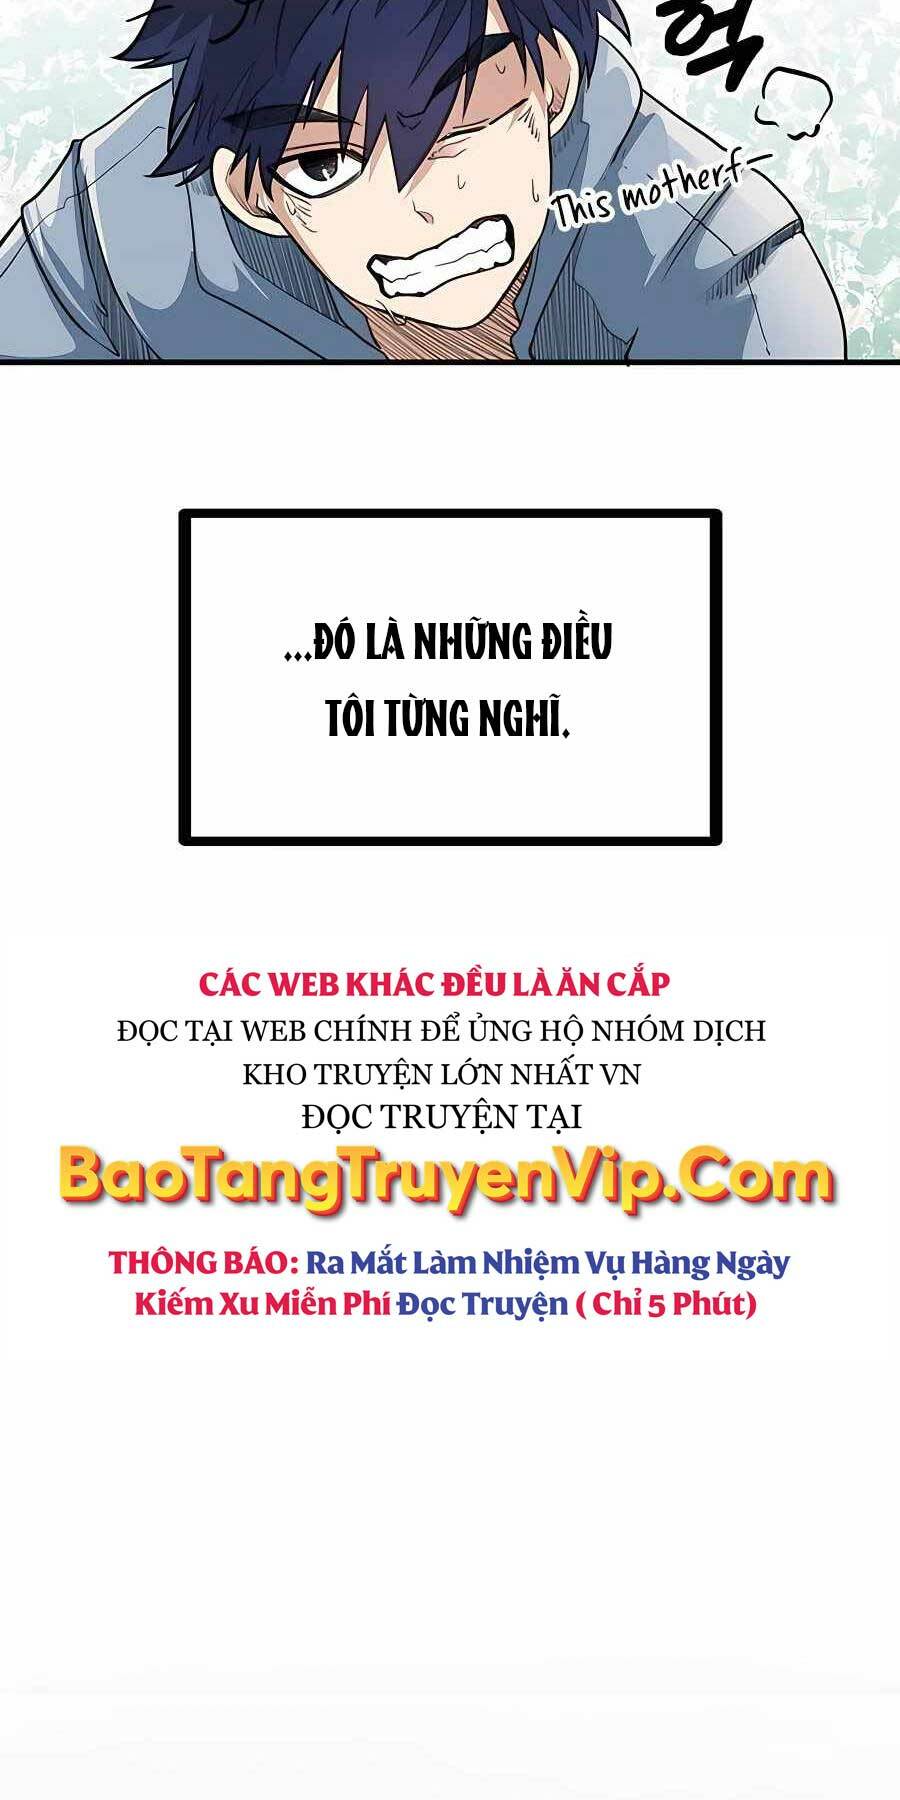 헉
This motherf—
...ĐÓ LÀ NHỮNG ĐIỀU
TÔI TỪNG NGHĨ.
CÁC WEB KHÁC ĐỀU LÀ ĂN CẮP
ĐỌC TẠI WEB CHÍNH ĐỂ ỦNG HỘ NHÓM DỊCH
KHO TRUYỆN LỚN NHẤT VN
ĐỌC TRUYỆN TẠI
BaoTangTruyenVip.Com
THÔNG BÁO: Ra Mắt Làm Nhiệm Vụ Hàng Ngày
Kiếm Xu Miễn Phí Đọc Truyện ( Chỉ 5 Phút)